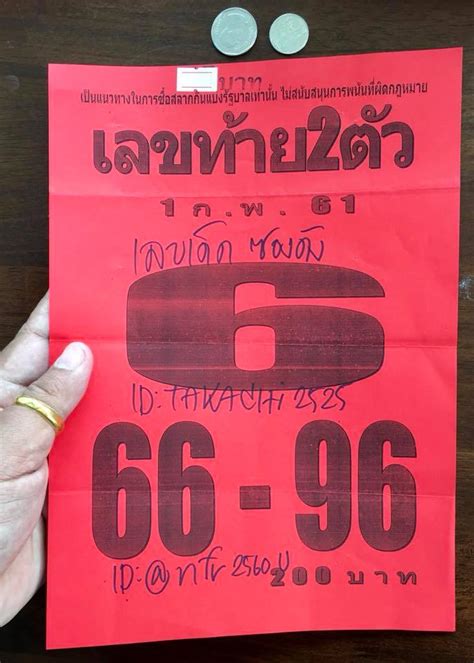 บาท
เป็นแนวทางในการซื้อสลากกินแบ่งรัฐบาลเท่านั้น ไม่สนับสนุนการพนันที่ผิดกฎหมาย
เลขท้าย2ตัว
1 ก.พ. 61
เลขเด็ด ซองดัง
6
ID: TAKACHi 2525
66-96
ID: @ 2560
200 บาท